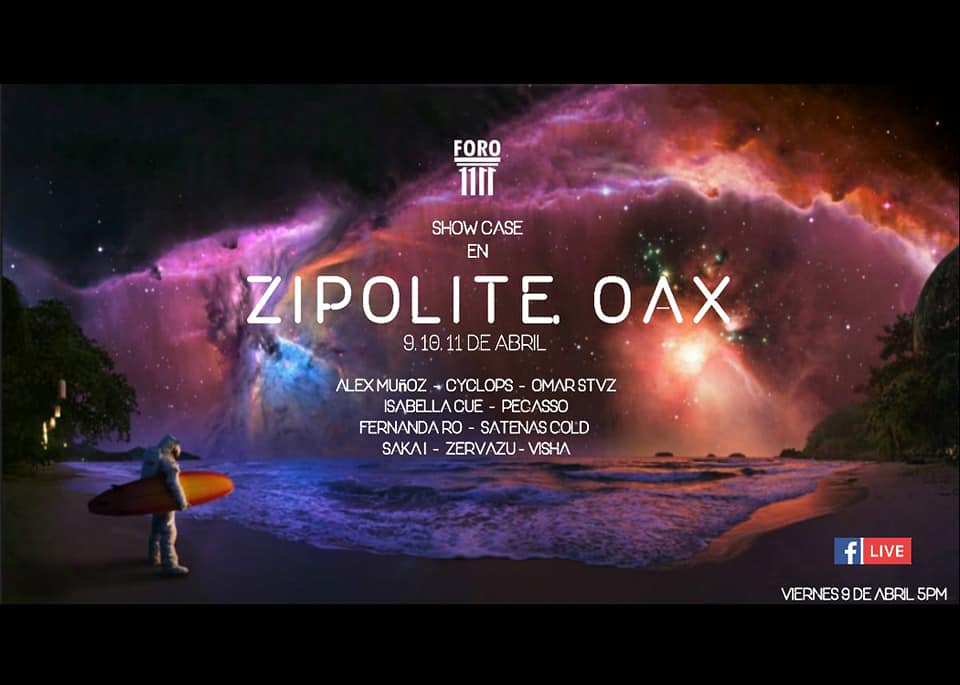 FORO
1111
SHOW CASE
EN
ZIPOLITE. OAX
9. 10. 11 DE ABRIL
ALEX MUñOZ - CYCLOPS - OMAR STVZ
ISABELLA CUE - PECASSO
FERNANDA RO - SATENAS COLD
SAKAI - ZERVAZU - VISHA
f LIVE
VIERNES 9 DE ABRIL 5PM